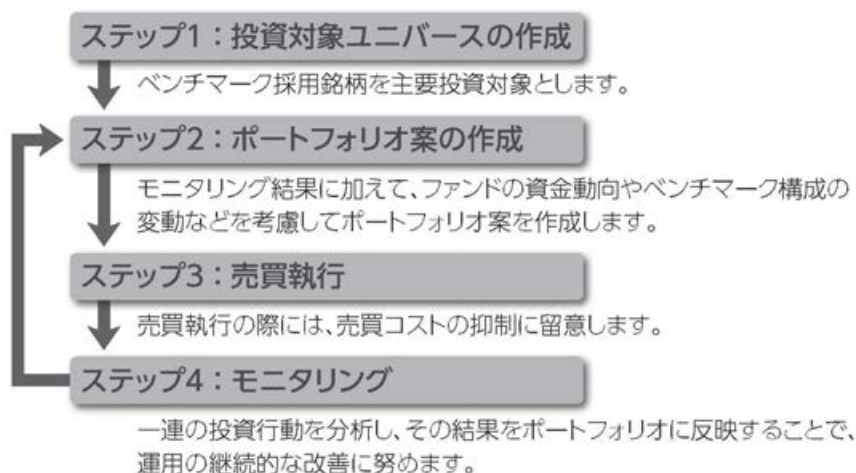 ステップ1：投資対象ユニバースの作成
ベンチマーク採用銘柄を主要投資対象とします。
ステップ2：ポートフォリオ案の作成
モニタリング結果に加えて、ファンドの資金動向やベンチマーク構成の
変動などを考慮してポートフォリオ案を作成します。
ステップ3：売買執行
売買執行の際には、売買コストの抑制に留意します。
ステップ4：モニタリング
一連の投資行動を分析し、その結果をポートフォリオに反映することで、
運用の継続的な改善に努めます。